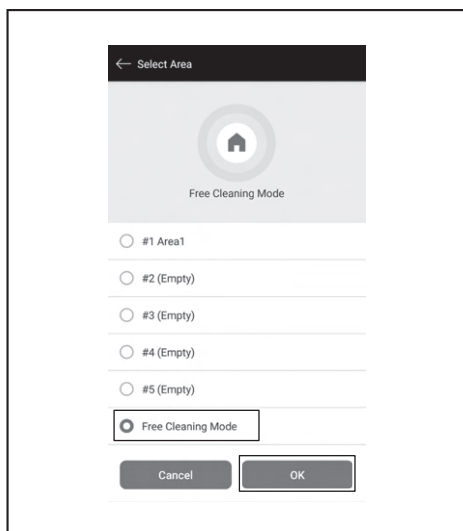 Select Area
Free Cleaning Mode
#1 Area1
#2 (Empty)
#3 (Empty)
#4 (Empty)
#5 (Empty)
Free Cleaning Mode
Cancel OK